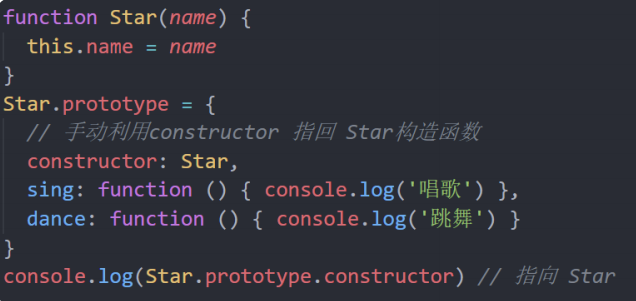 function Star(name) {
  this.name = name
}
Star.prototype = {
  // 手动利用constructor 指回 Star构造函数
  constructor: Star,
  sing: function () { console.log('唱歌') },
  dance: function () { console.log('跳舞') }
}
console.log(Star.prototype.constructor) // 指向 Star